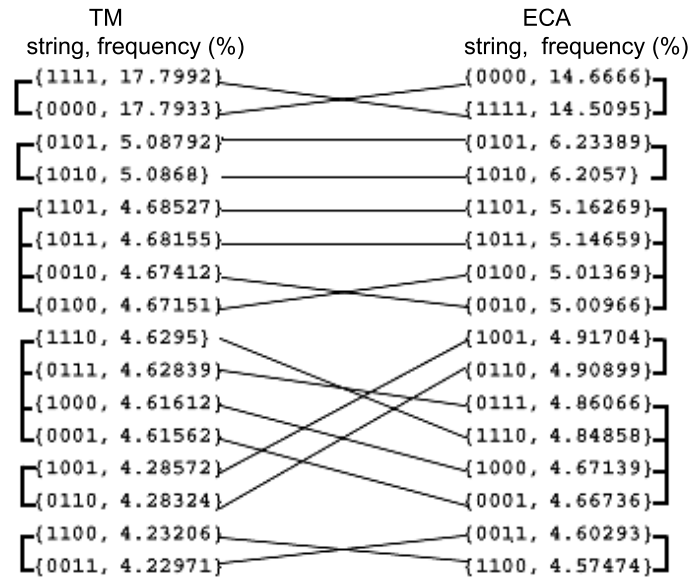 TM ECA
string, frequency (%) string, frequency (%)
{1111, 17.7992} {0000, 14.6666}
{0000, 17.7933} {1111, 14.5095}
{0101, 5.08792} {0101, 6.23389}
{1010, 5.0868} {1010, 6.2057}
{1101, 4.68527} {1101, 5.16269}
{1011, 4.68155} {1011, 5.14659}
{0010, 4.67412} {0100, 5.01369}
{0100, 4.67151} {0010, 5.00966}
{1110, 4.6295} {1001, 4.91704}
{0111, 4.62839} {0110, 4.90899}
{1000, 4.61612} {0111, 4.86066}
{0001, 4.61562} {1110, 4.84858}
{1001, 4.28572} {1000, 4.67139}
{0110, 4.28324} {0001, 4.66736}
{1100, 4.23206} {0011, 4.60293}
{0011, 4.22971} {1100, 4.57474}